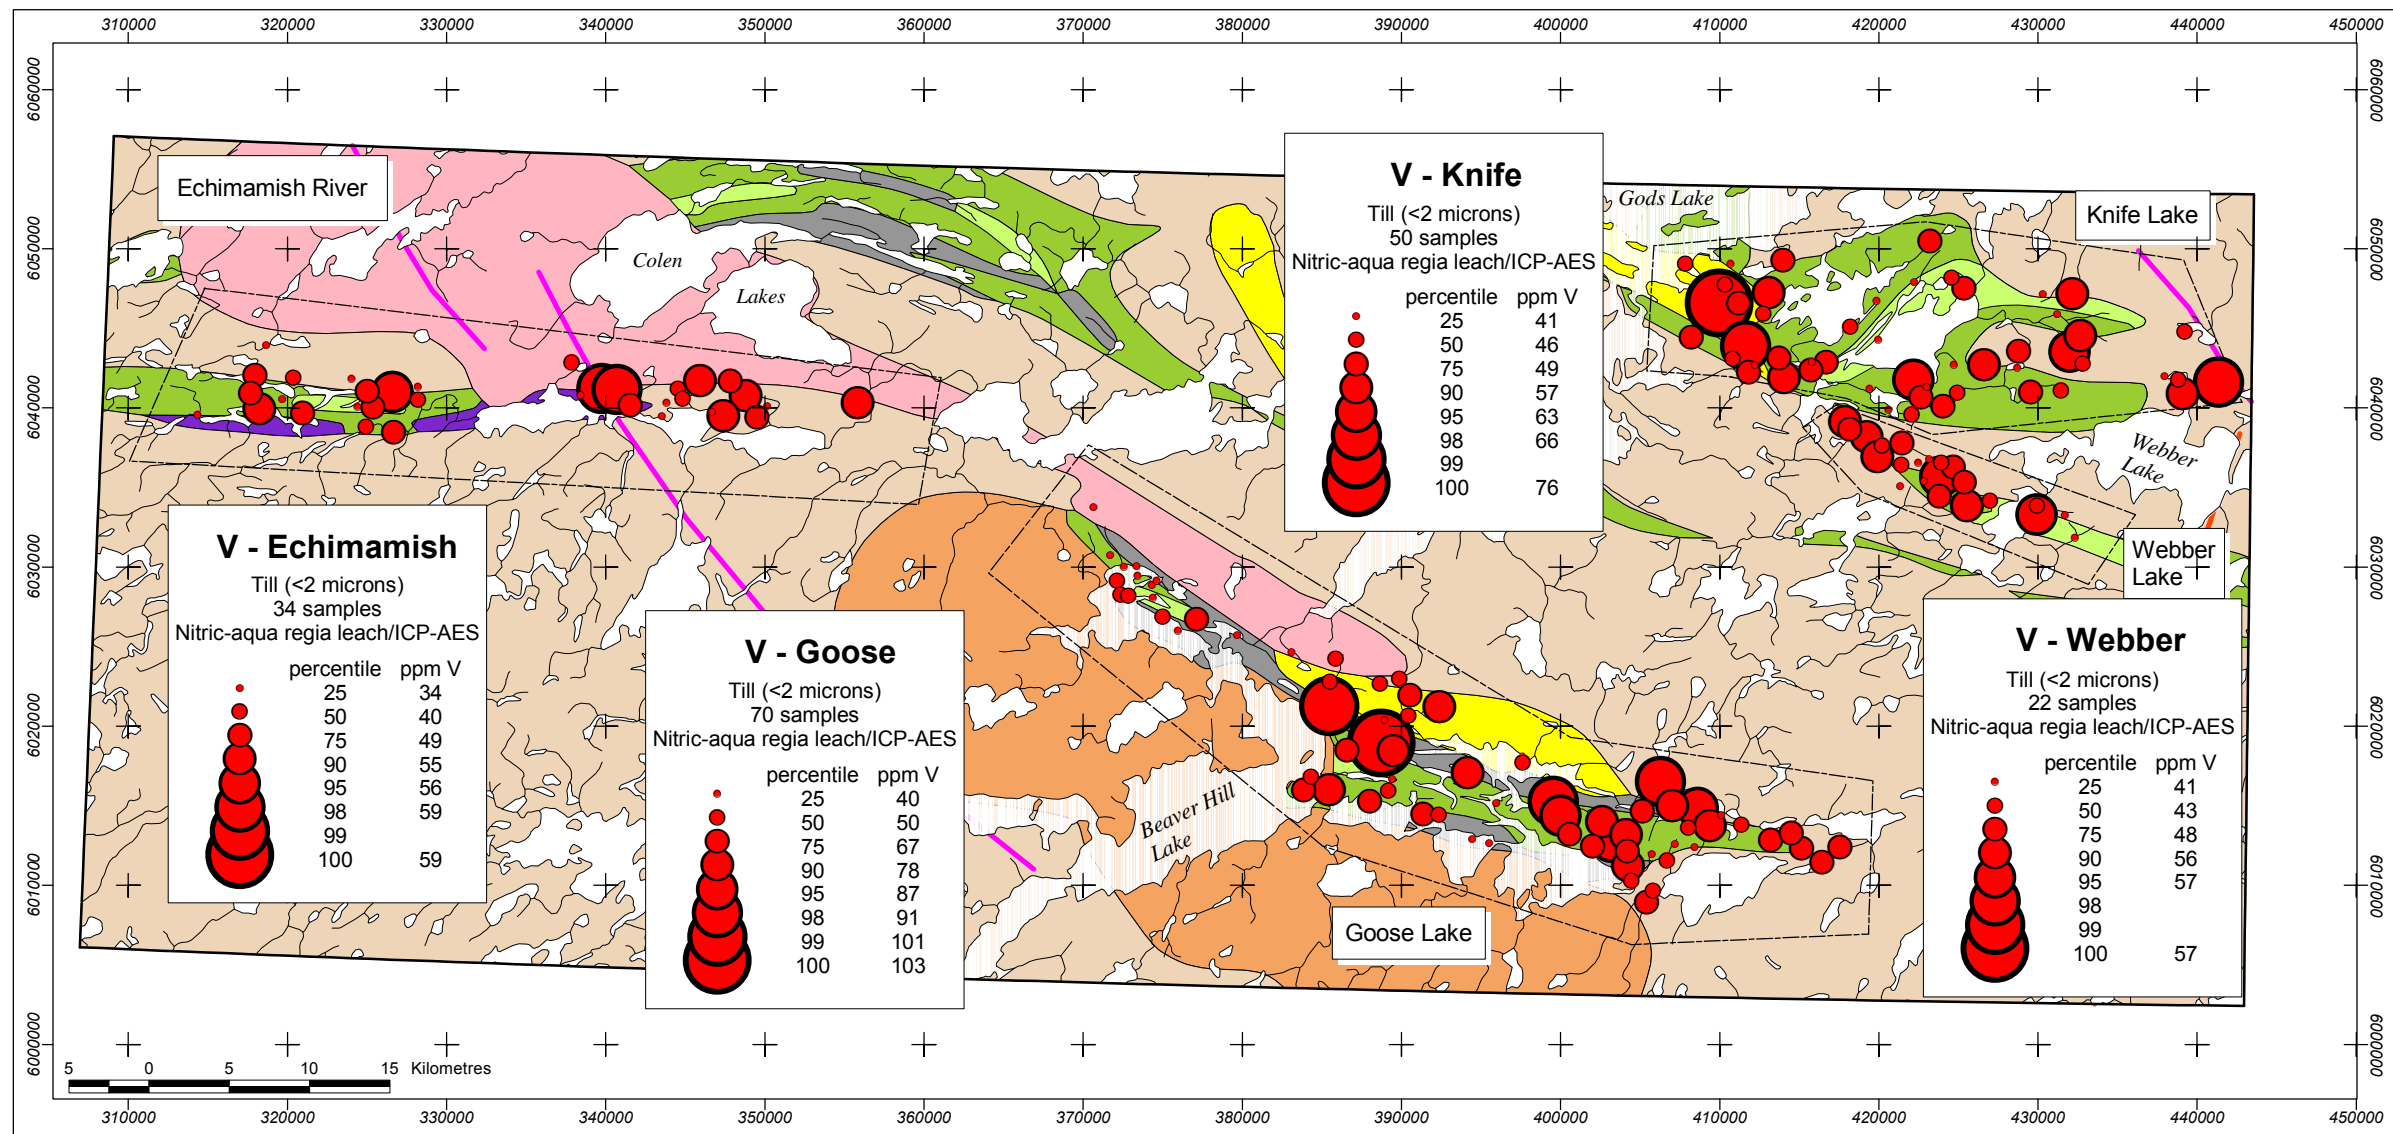 310000 320000 330000 340000 350000 360000 370000 380000 390000 400000 410000 420000 430000 440000 450000
6060000 6060000
6050000 6050000
6040000 6040000
6030000 6030000
6020000 6020000
6010000 6010000
6000000 6000000
Echimamish River
Colen
Lakes
Gods Lake
Knife Lake
Webber
Lake
Webber
Lake
Beaver Hill
Lake
Goose Lake
V - Knife
Till (<2 microns)
50 samples
Nitric-aqua regia leach/ICP-AES
percentile ppm V
25 41
50 46
75 49
90 57
95 63
98 66
99
100 76
V - Echimamish
Till (<2 microns)
34 samples
Nitric-aqua regia leach/ICP-AES
percentile ppm V
25 34
50 40
75 49
90 55
95 56
98 59
99
100 59
V - Goose
Till (<2 microns)
70 samples
Nitric-aqua regia leach/ICP-AES
percentile ppm V
25 40
50 50
75 67
90 78
95 87
98 91
99 101
100 103
V - Webber
Till (<2 microns)
22 samples
Nitric-aqua regia leach/ICP-AES
percentile ppm V
25 41
50 43
75 48
90 56
95 57
98
99
100 57
5 0 5 10 15 Kilometres
310000 320000 330000 340000 350000 360000 370000 380000 390000 400000 410000 420000 430000 440000 450000